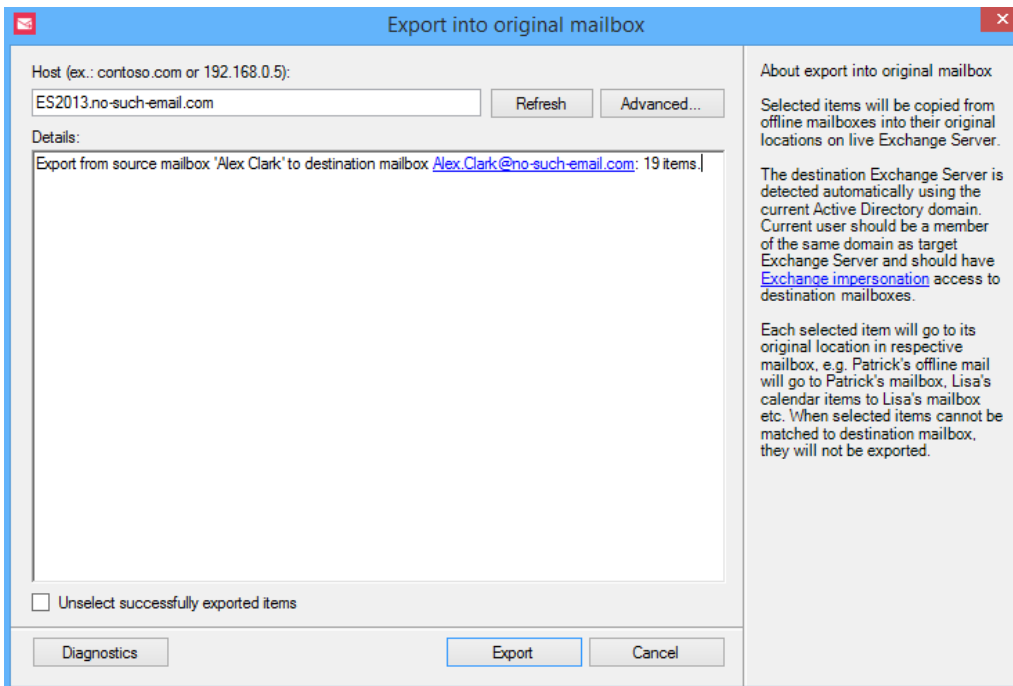 Export into original mailbox
Host (ex.: contoso.com or 192.168.0.5):
ES2013.no-such-email.com
Refresh
Advanced...
Details:
Export from source mailbox 'Alex Clark' to destination mailbox Alex.Clark@no-such-email.com: 19 items.
Unselect successfully exported items
Diagnostics
Export
Cancel
About export into original mailbox
Selected items will be copied from
offline mailboxes into their original
locations on live Exchange Server.
The destination Exchange Server is
detected automatically using the
current Active Directory domain.
Current user should be a member
of the same domain as target
Exchange Server and should have
Exchange impersonation access to
destination mailboxes.
Each selected item will go to its
original location in respective
mailbox, e.g. Patrick's offline mail
will go to Patrick's mailbox, Lisa's
calendar items to Lisa's mailbox
etc. When selected items cannot be
matched to destination mailbox,
they will not be exported.